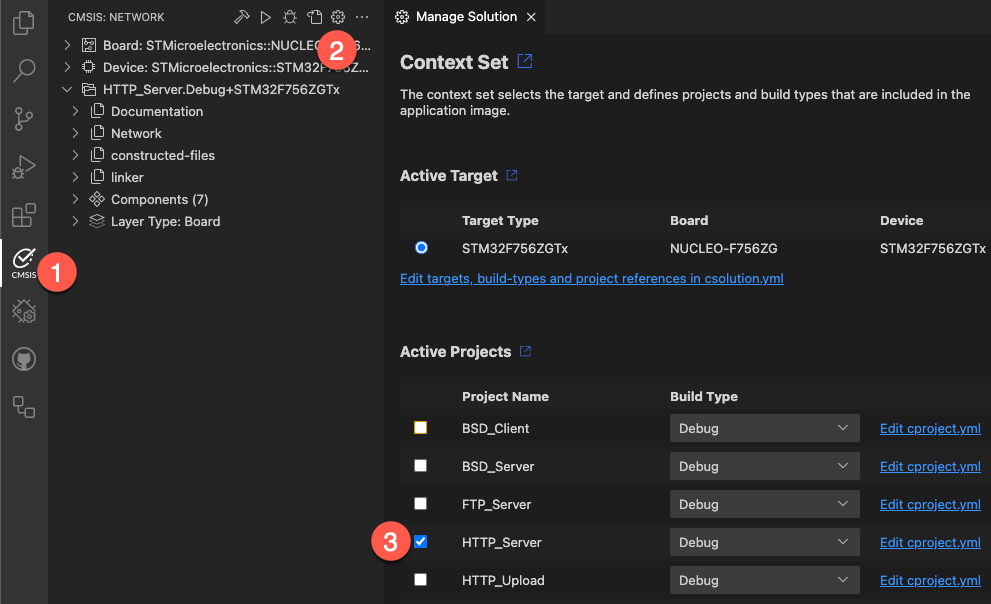 CMSIS: NETWORK
Manage Solution
Board: STMicroelectronics::NUCLEO
Device: STMicroelectronics::STM32F7
HTTP_Server.Debug+STM32F756ZGTx
Documentation
Network
constructed-files
linker
Components (7)
Layer Type: Board
CMSIS
1
2
Context Set
The context set selects the target and defines projects and build types that are included in the
application image.
Active Target
Target Type Board Device
STM32F756ZGTx NUCLEO-F756ZG STM32F756ZGTx
Edit targets, build-types and project references in csolution.yml
Active Projects
Project Name Build Type
BSD_Client Debug Edit cproject.yml
BSD_Server Debug Edit cproject.yml
FTP_Server Debug Edit cproject.yml
3 HTTP_Server Debug Edit cproject.yml
HTTP_Upload Debug Edit cproject.yml